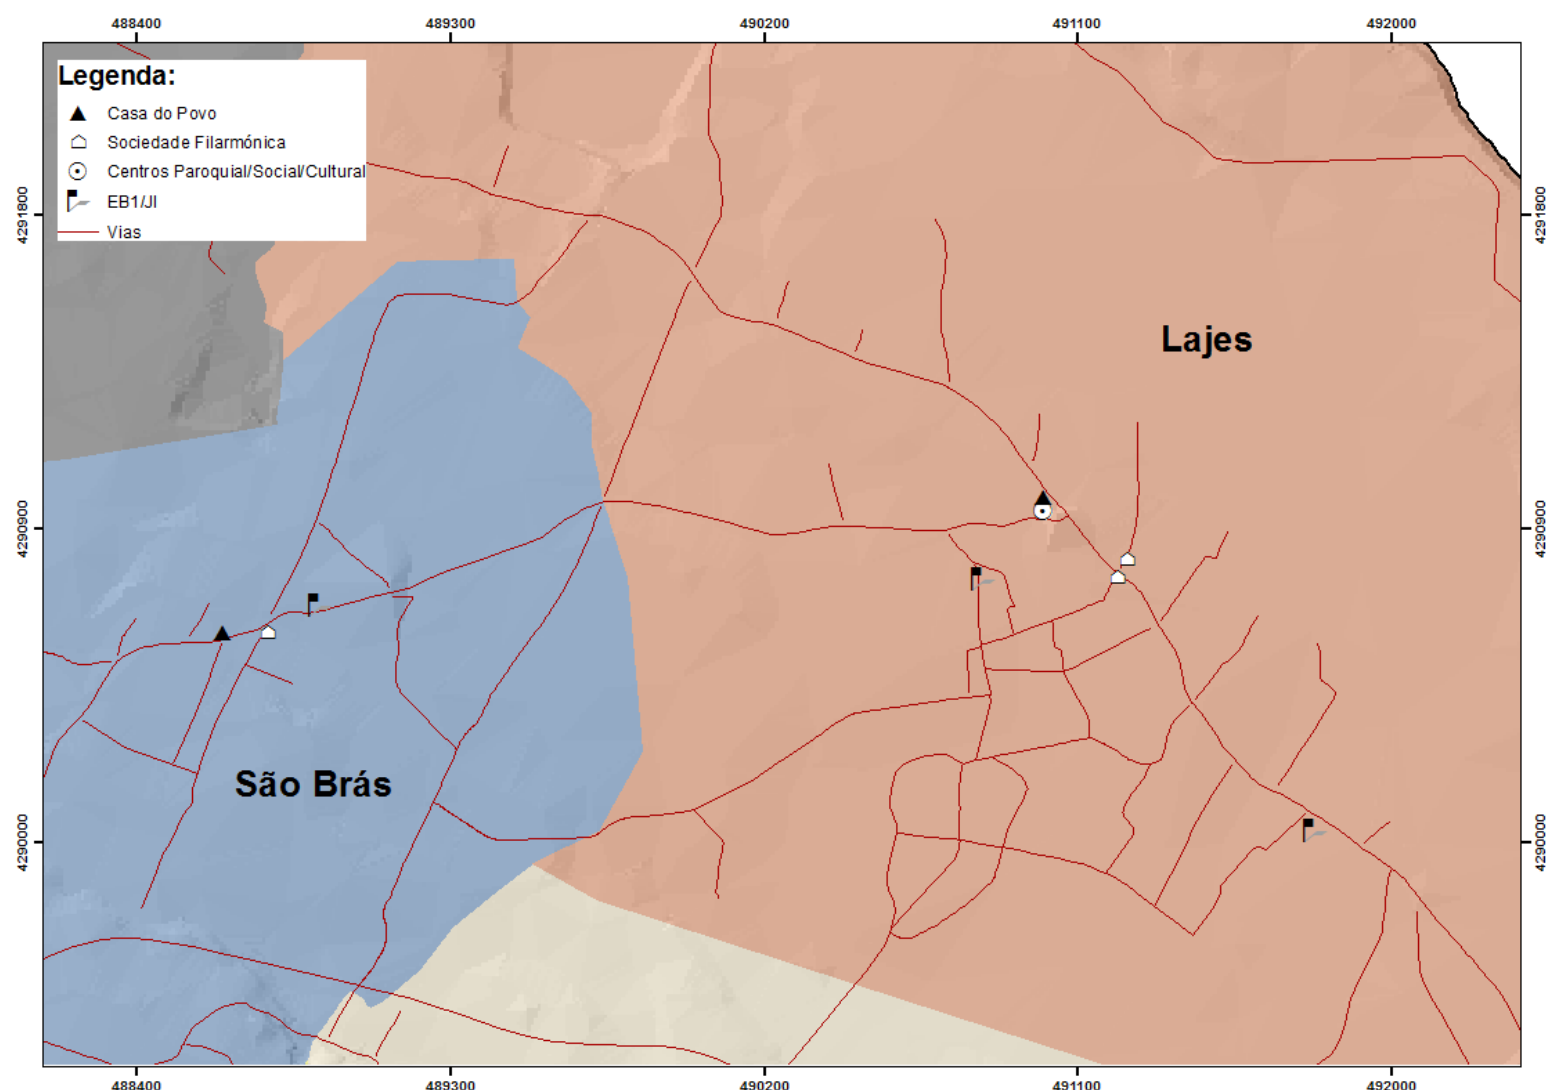 488400 489300 490200 491100 492000
Legenda:
Casa do Povo
Sociedade Filarmónica
Centros Paroquial/Social/Cultural
EB1/JI
Vias
4291800 4291800
Lajes
4290900 4290900
São Brás
4290000 4290000
488400 489300 490200 491100 492000